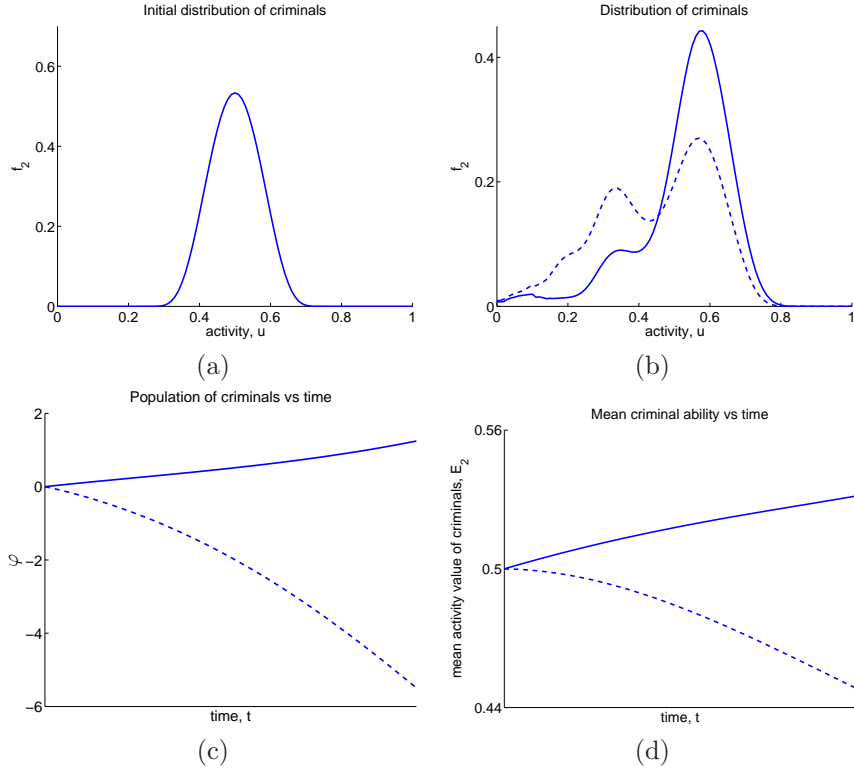 Initial distribution of criminals
f₂
0.6
0.4
0.2
0
0 0.2 0.4 0.6 0.8 1
activity, u
(a)
Distribution of criminals
f₂
0.4
0.2
0
0 0.2 0.4 0.6 0.8 1
activity, u
(b)
Population of criminals vs time
φ
2
0
−2
−4
−6
time, t
(c)
Mean criminal ability vs time
mean activity value of criminals, E₂
0.56
0.5
0.44
time, t
(d)